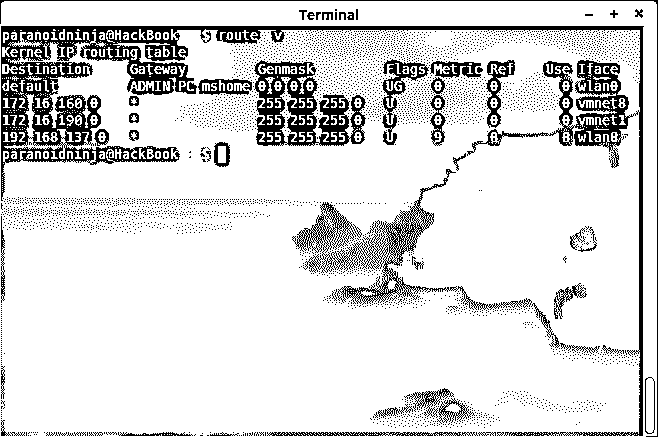 Terminal
paranoidninja@HackBook $ route v
Kernel IP routing table
Destination Gateway Genmask Flags Metric Ref Use Iface
default ADMIN PC.mshome 0.0.0.0 UG 0 0 0 wlan0
172.16.160.0 * 255.255.255.0 U 0 0 0 vmnet8
172.16.190.0 * 255.255.255.0 U 0 0 0 vmnet1
192.168.137.0 * 255.255.255.0 U 9 0 0 wlan0
paranoidninja@HackBook : $